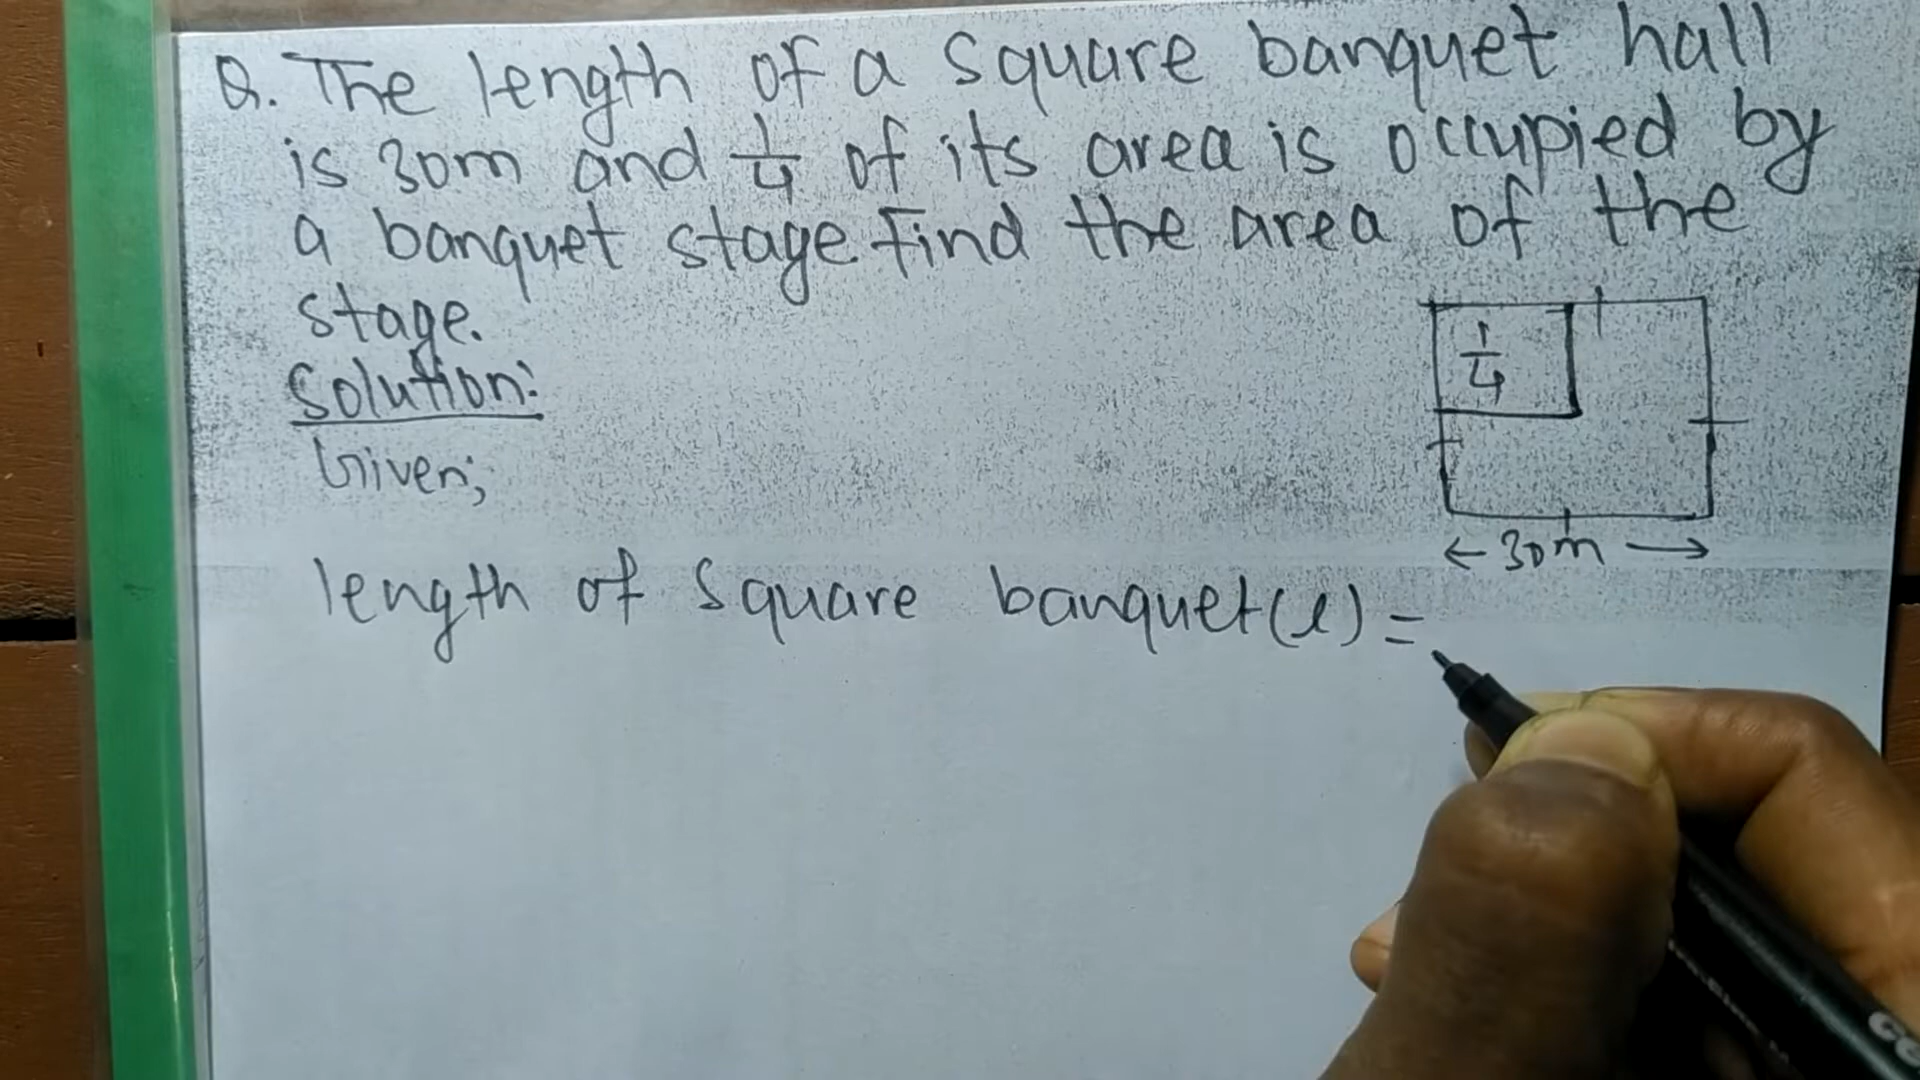 Q. The length of a square banquet hall
is 30m and 1/4 of its area is occupied by
a banquet stage. Find the area of the
stage.
Solution:
Given;
1/4
← 30m →
length of square banquet (l) =